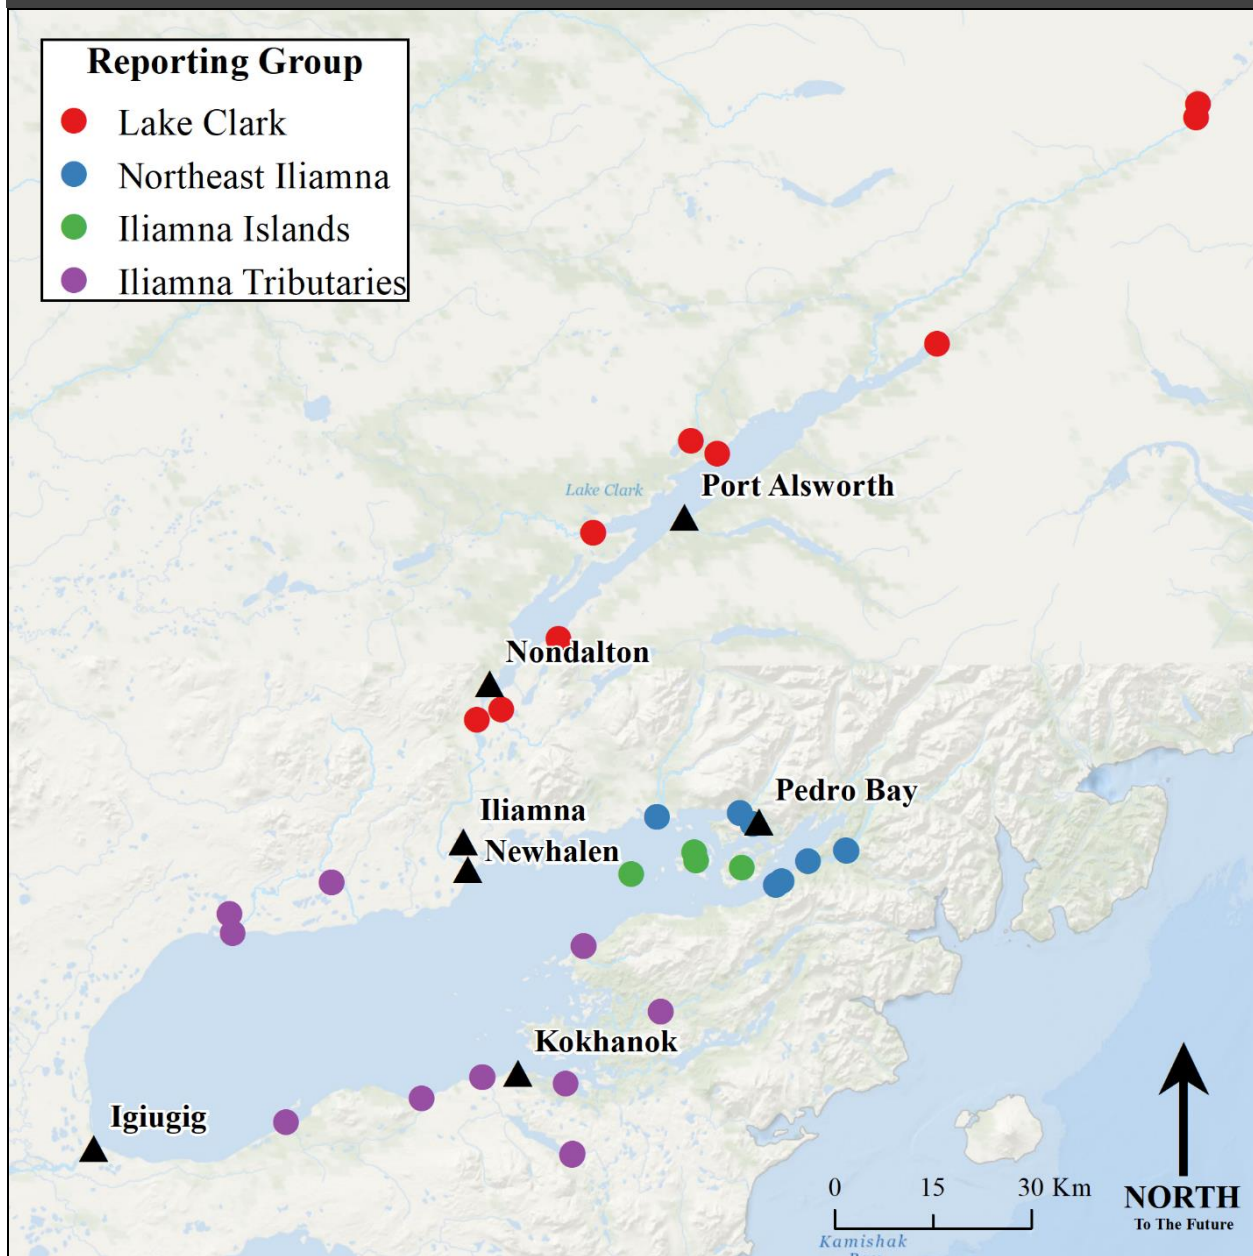 Reporting Group
Lake Clark
Northeast Iliamna
Iliamna Islands
Iliamna Tributaries
Lake Clark
Port Alsworth
Nondalton
Pedro Bay
Iliamna
Newhalen
Kokhanok
Igiugig
0 15 30 Km
NORTH
To The Future
Kamishak